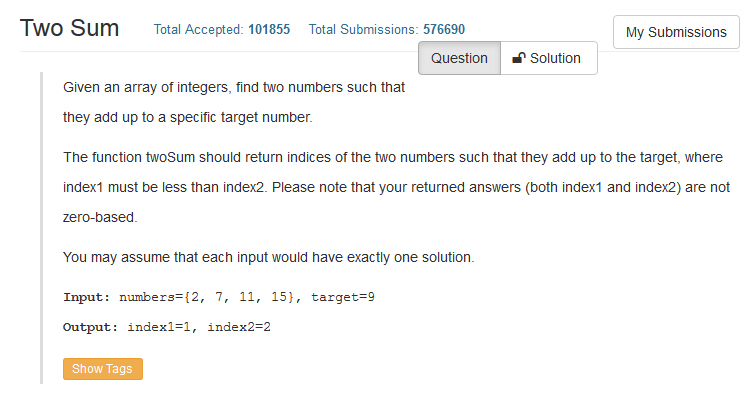 Two Sum
Total Accepted: 101855 Total Submissions: 576690
My Submissions
Question Solution
Given an array of integers, find two numbers such that
they add up to a specific target number.
The function twoSum should return indices of the two numbers such that they add up to the target, where
index1 must be less than index2. Please note that your returned answers (both index1 and index2) are not
zero-based.
You may assume that each input would have exactly one solution.
Input: numbers={2, 7, 11, 15}, target=9
Output: index1=1, index2=2
Show Tags